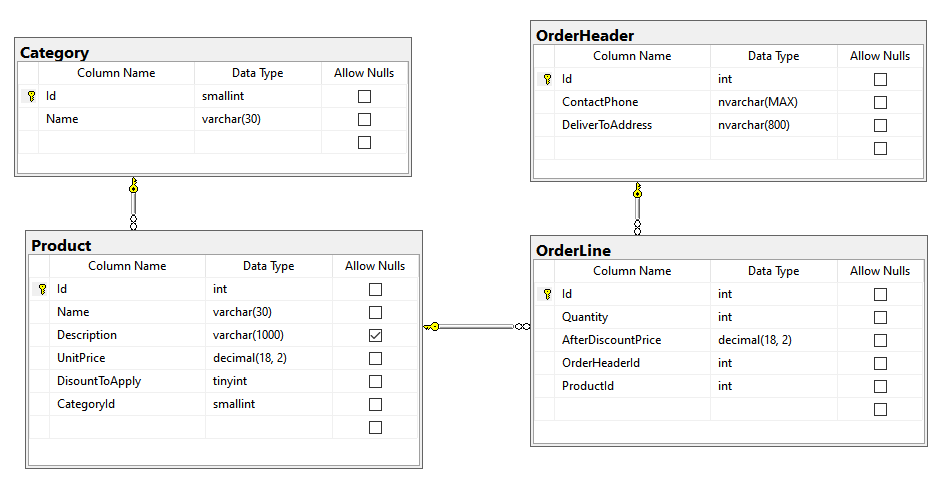 Category
Column Name Data Type Allow Nulls
Id smallint
Name varchar(30)
OrderHeader
Column Name Data Type Allow Nulls
Id int
ContactPhone nvarchar(MAX)
DeliverToAddress nvarchar(800)
Product
Column Name Data Type Allow Nulls
Id int
Name varchar(30)
Description varchar(1000)
UnitPrice decimal(18, 2)
DisountToApply tinyint
CategoryId smallint
OrderLine
Column Name Data Type Allow Nulls
Id int
Quantity int
AfterDiscountPrice decimal(18, 2)
OrderHeaderId int
ProductId int